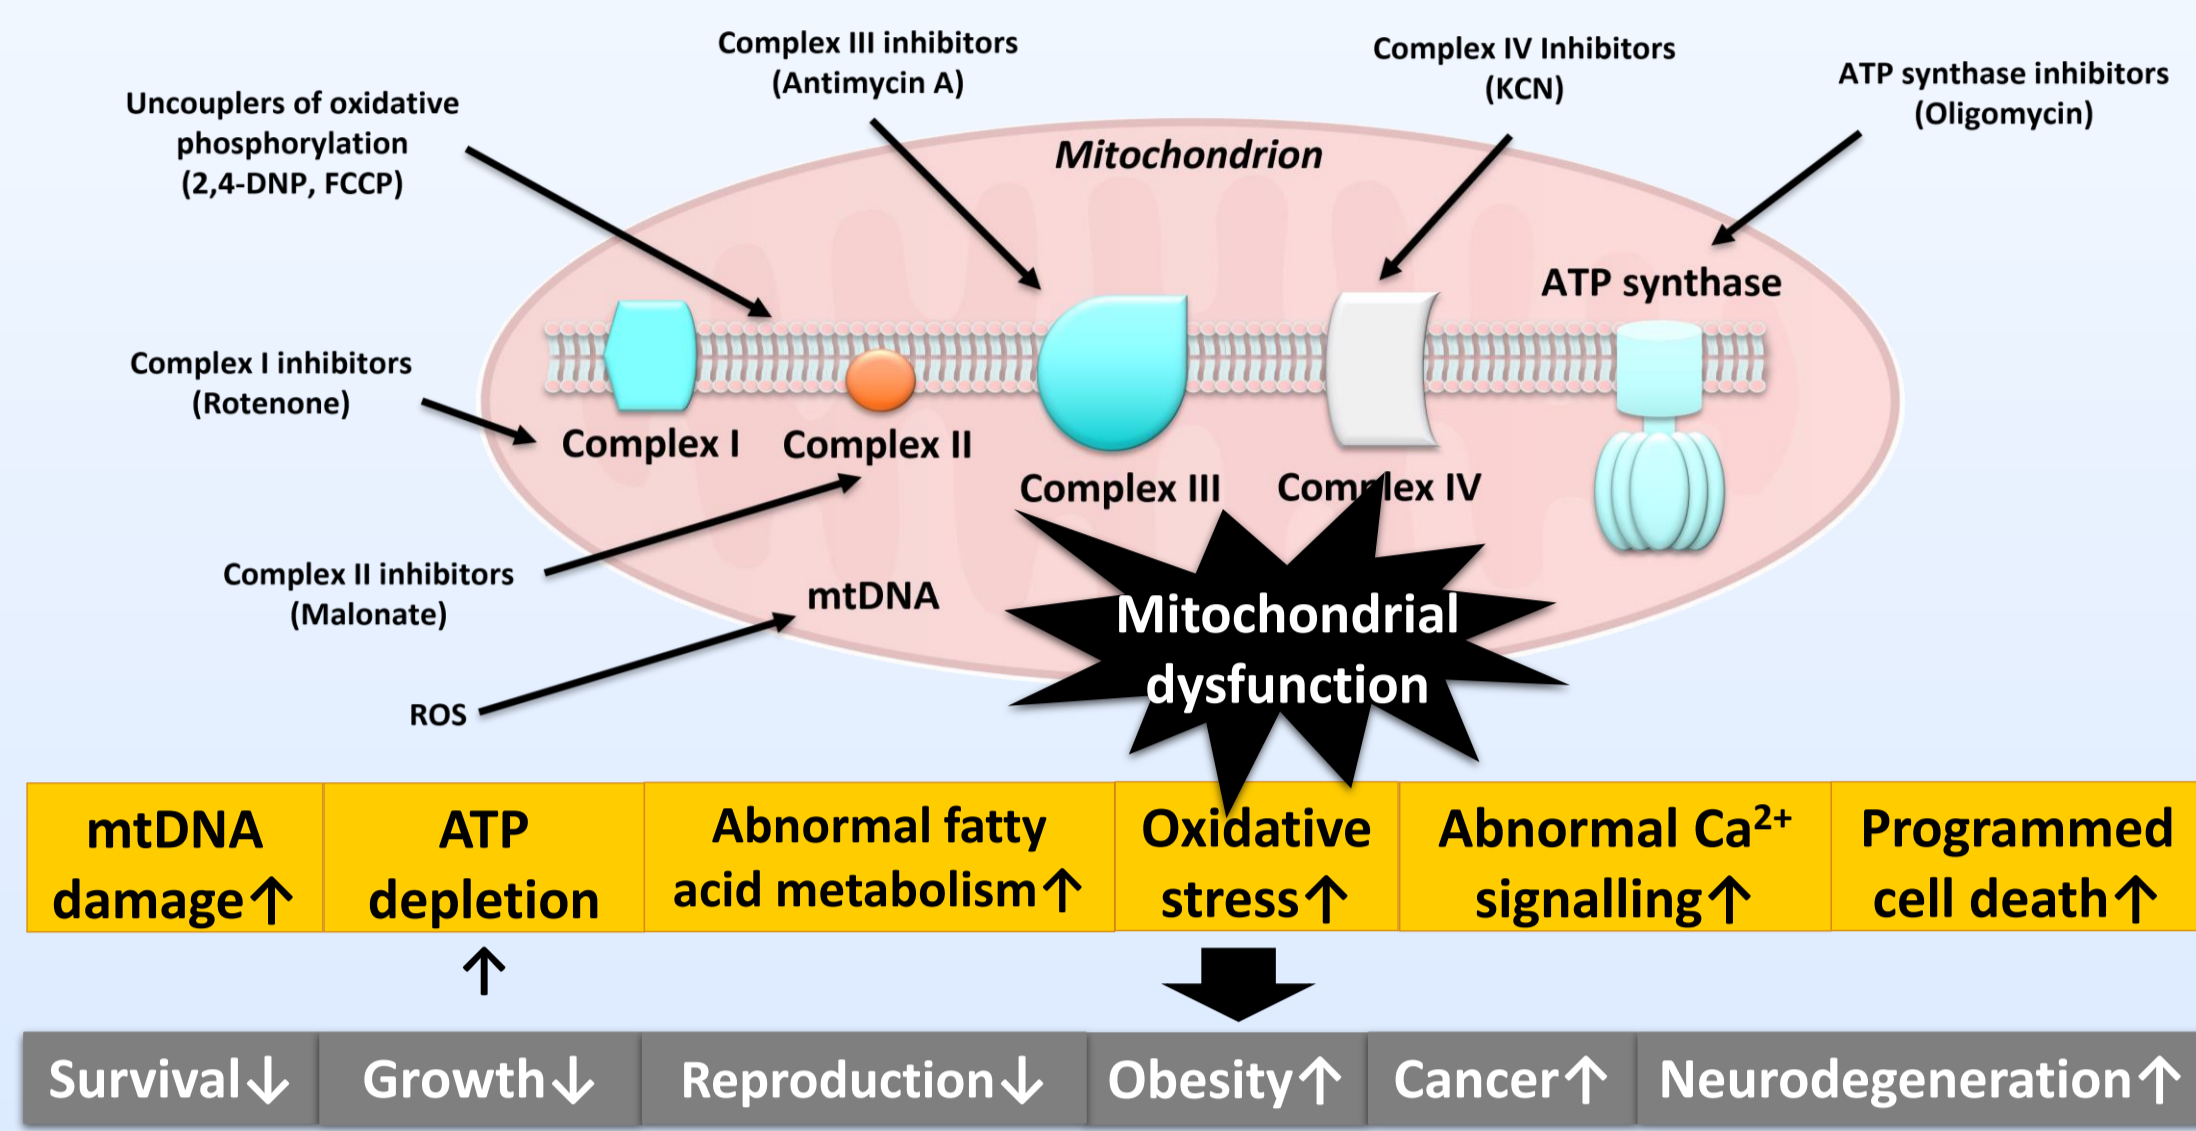 Complex III inhibitors
(Antimycin A)
Complex IV Inhibitors
(KCN)
ATP synthase inhibitors
(Oligomycin)
Uncouplers of oxidative
phosphorylation
(2,4-DNP, FCCP)
Mitochondrion
ATP synthase
Complex I inhibitors
(Rotenone)
Complex I
Complex II
Complex III
Complex IV
Complex II inhibitors
(Malonate)
mtDNA
ROS
Mitochondrial
dysfunction
mtDNA
damage↑
ATP
depletion
↑
Abnormal fatty
acid metabolism↑
Oxidative
stress↑
Abnormal Ca²⁺
signalling↑
Programmed
cell death↑
Survival↓
Growth↓
Reproduction↓
Obesity↑
Cancer↑
Neurodegeneration↑